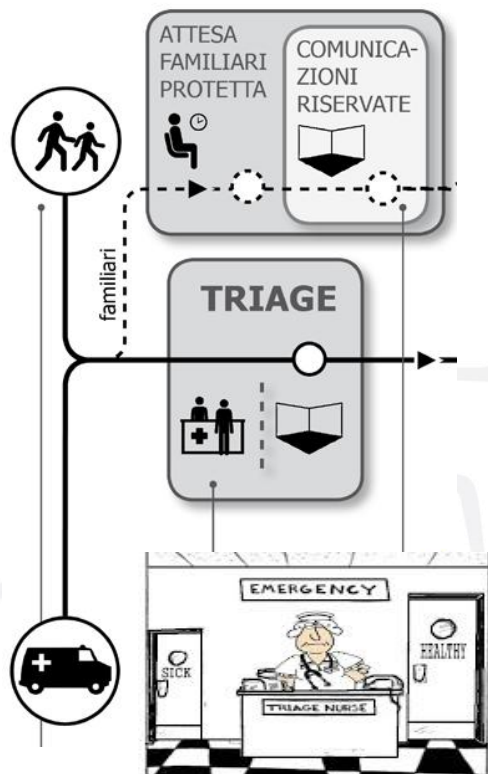 ATTESA
FAMILIARI
PROTETTA
COMUNICA-
ZIONI
RISERVATE
familiari
TRIAGE
EMERGENCY
SICK
HEALTHY
TRIAGE NURSE